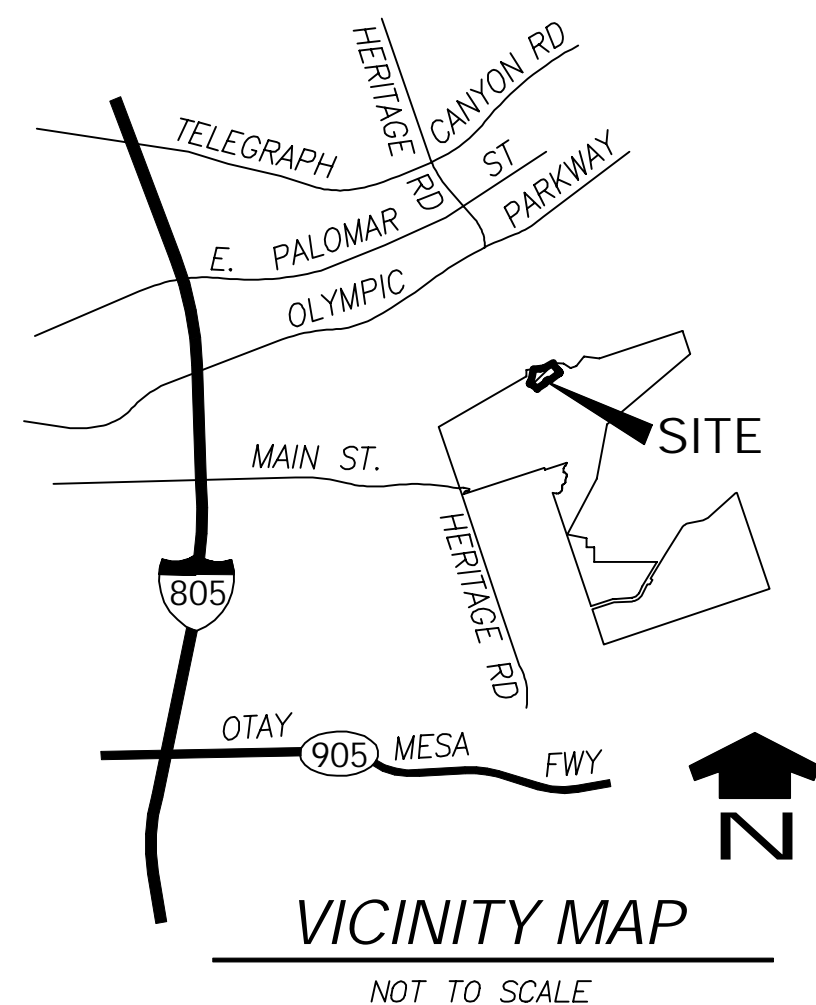 HERITAGE RD
CANYON RD
TELEGRAPH
ST
PARKWAY
E. PALOMAR
OLYMPIC
SITE
MAIN ST.
HERITAGE RD
805
OTAY
905
MESA
FWY
N
VICINITY MAP
NOT TO SCALE